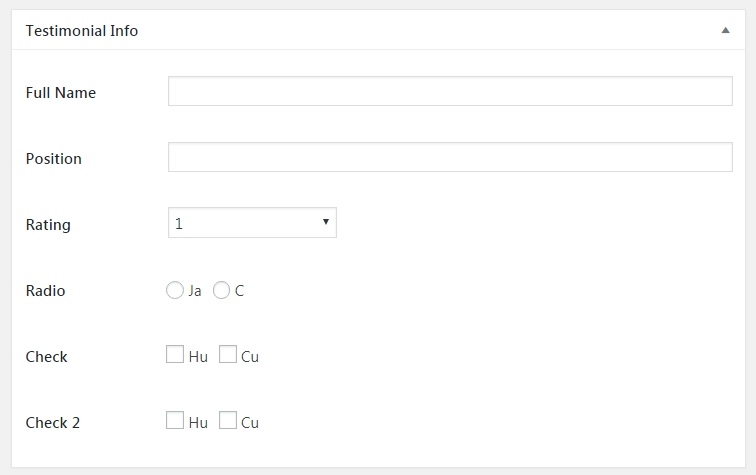 Testimonial Info
Full Name
Position
Rating 1
Radio Ja C
Check Hu Cu
Check 2 Hu Cu